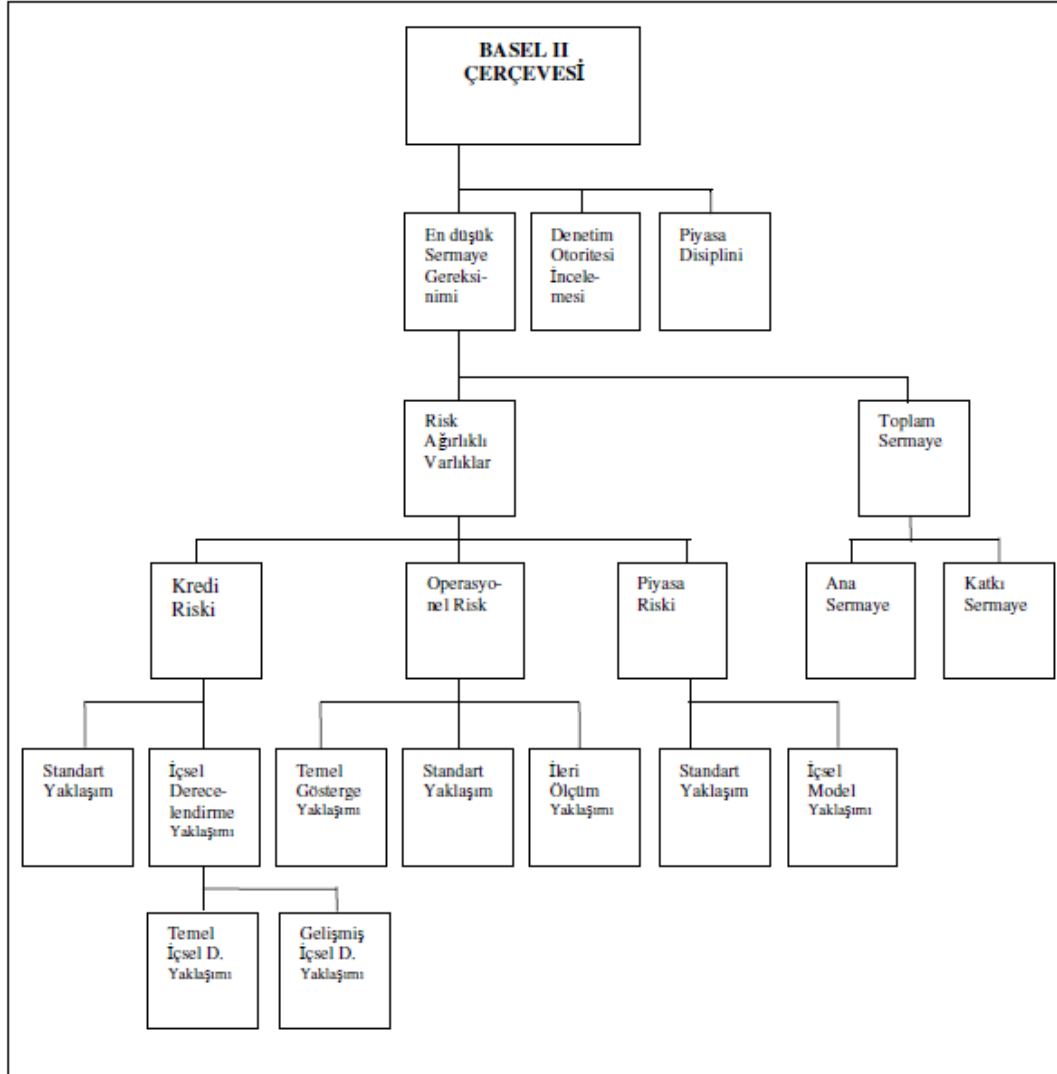 BASEL II
ÇERÇEVESİ
En düşük
Sermaye
Gereksi-
nimi
Denetim
Otoritesi
İncele-
mesi
Piyasa
Disiplini
Risk
Ağırlıklı
Varlıklar
Toplam
Sermaye
Kredi
Riski
Operasyo-
nel Risk
Piyasa
Riski
Ana
Sermaye
Katkı
Sermaye
Standart
Yaklaşım
İçsel
Derece-
lendirme
Yaklaşımı
Temel
Gösterge
Yaklaşımı
Standart
Yaklaşım
İleri
Ölçüm
Yaklaşımı
Standart
Yaklaşım
İçsel
Model
Yaklaşımı
Temel
İçsel D.
Yaklaşımı
Gelişmiş
İçsel D.
Yaklaşımı